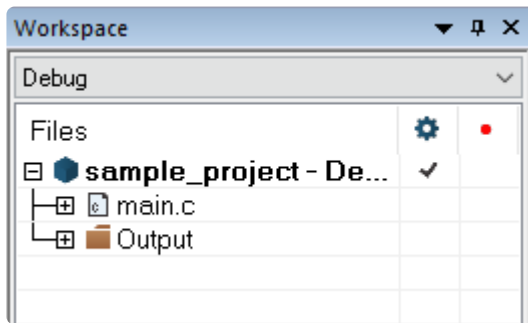 Workspace
Debug
Files
sample_project - De...
main.c
Output